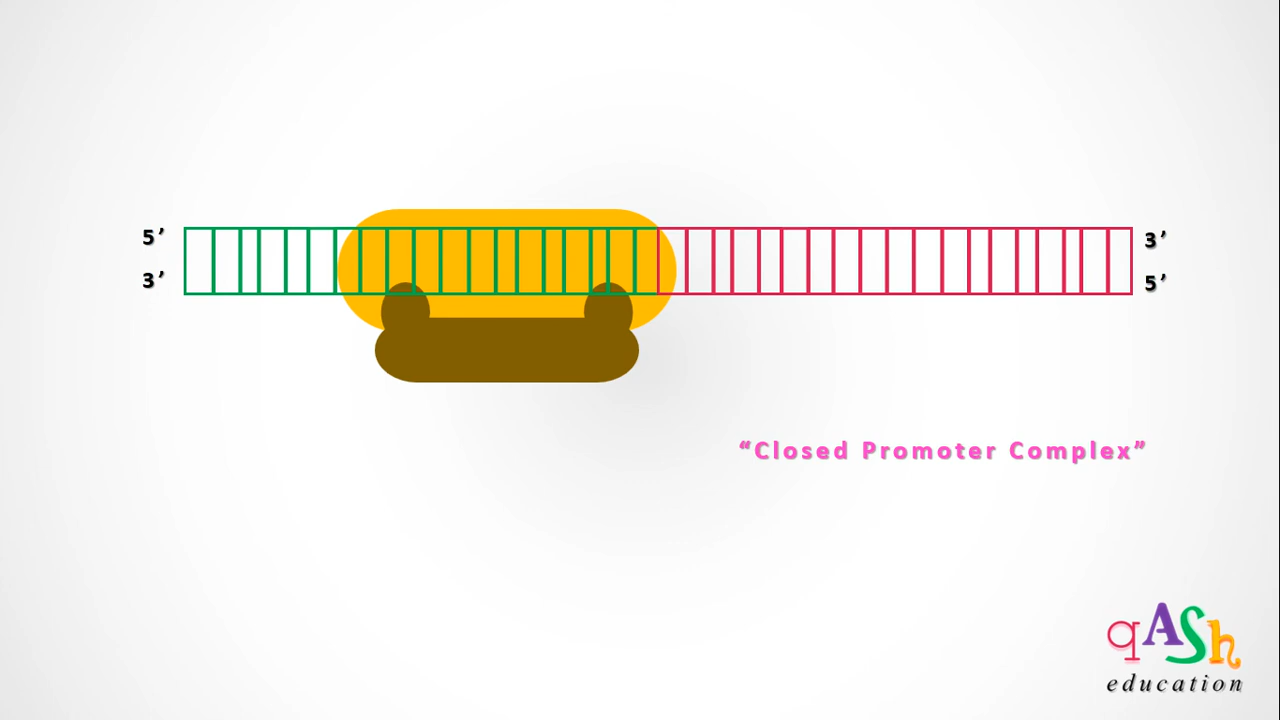 5’
3’
3’
5’
“Closed Promoter Complex”
qASh
education